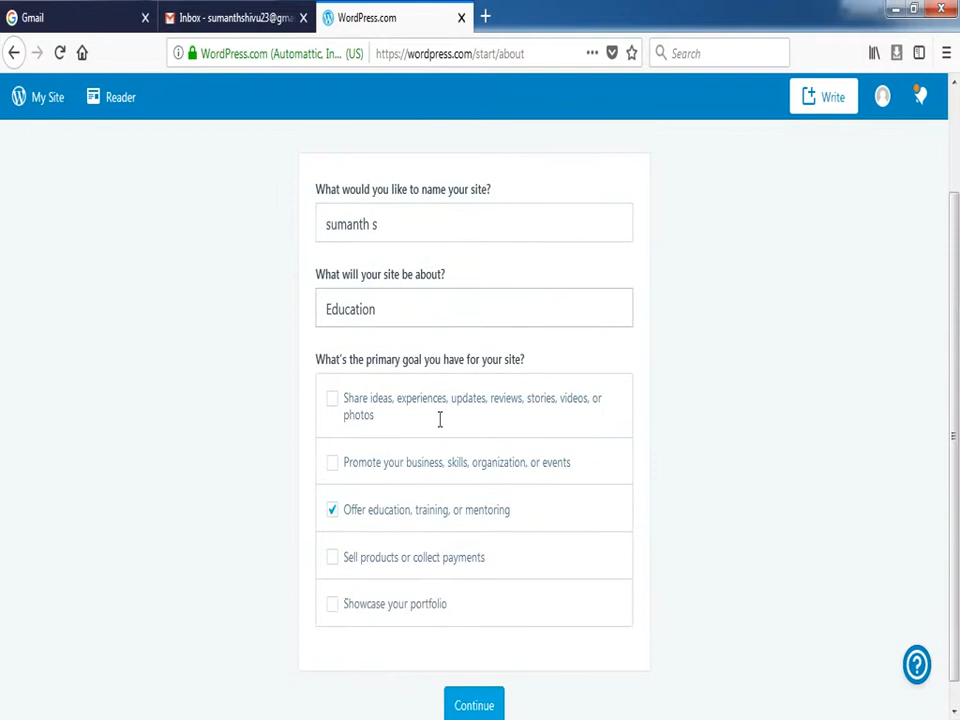 Gmail
Inbox - sumanthshivu23@gma
WordPress.com
WordPress.com (Automattic, In... (US)
https://wordpress.com/start/about
Search
My Site
Reader
Write
What would you like to name your site?
sumanth s
What will your site be about?
Education
What's the primary goal you have for your site?
Share ideas, experiences, updates, reviews, stories, videos, or
photos
Promote your business, skills, organization, or events
Offer education, training, or mentoring
Sell products or collect payments
Showcase your portfolio
Continue